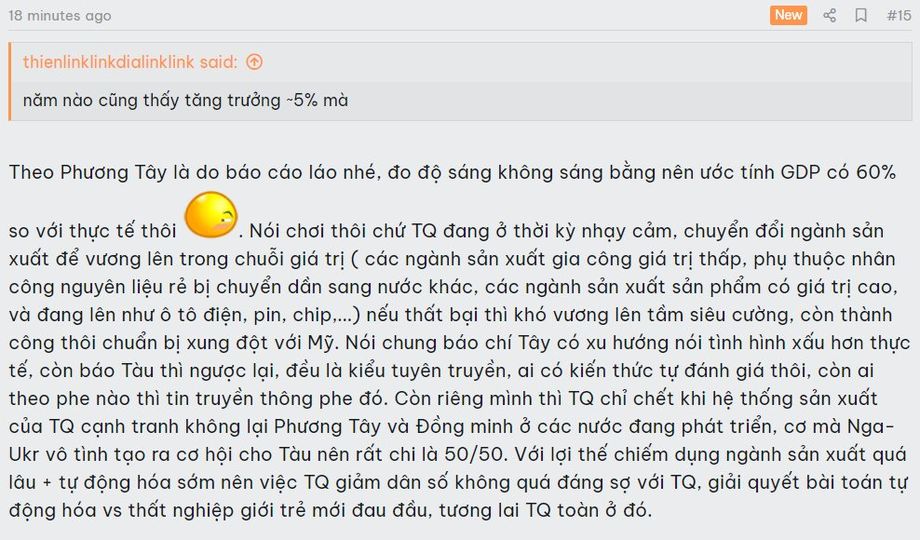 18 minutes ago New #15
thienlinklinkdialinklink said:
năm nào cũng thấy tăng trưởng ~5% mà
Theo Phương Tây là do báo cáo láo nhé, đo độ sáng không sáng bằng nên ước tính GDP có 60%
so với thực tế thôi . Nói chơi thôi chứ TQ đang ở thời kỳ nhạy cảm, chuyển đổi ngành sản
xuất để vương lên trong chuỗi giá trị ( các ngành sản xuất gia công giá trị thấp, phụ thuộc nhân
công nguyên liệu rẻ bị chuyển dần sang nước khác, các ngành sản xuất sản phẩm có giá trị cao,
và đang lên như ô tô điện, pin, chip,...) nếu thất bại thì khó vương lên tầm siêu cường, còn thành
công thôi chuẩn bị xung đột với Mỹ. Nói chung báo chí Tây có xu hướng nói tình hình xấu hơn thực
tế, còn báo Tàu thì ngược lại, đều là kiểu tuyên truyền, ai có kiến thức tự đánh giá thôi, còn ai
theo phe nào thì tin truyền thông phe đó. Còn riêng mình thì TQ chỉ chết khi hệ thống sản xuất
của TQ cạnh tranh không lại Phương Tây và Đồng minh ở các nước đang phát triển, cơ mà Nga-
Ukr vô tình tạo ra cơ hội cho Tàu nên rất chi là 50/50. Với lợi thế chiếm dụng ngành sản xuất quá
lâu + tự động hóa sớm nên việc TQ giảm dân số không quá đáng sợ với TQ, giải quyết bài toán tự
động hóa vs thất nghiệp giới trẻ mới đau đầu, tương lai TQ toàn ở đó.